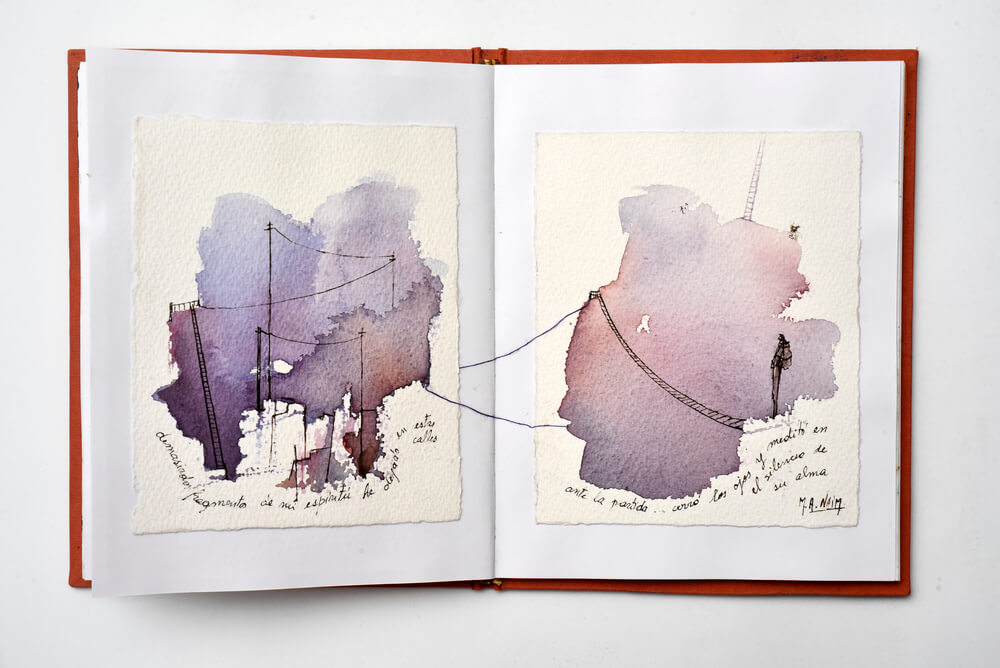 demasiados fragmentos de mi espíritu he dejado en estas
calles
ante la partida... cerró los ojos y meditó en
el silencio de
su alma
M.A. NAIM